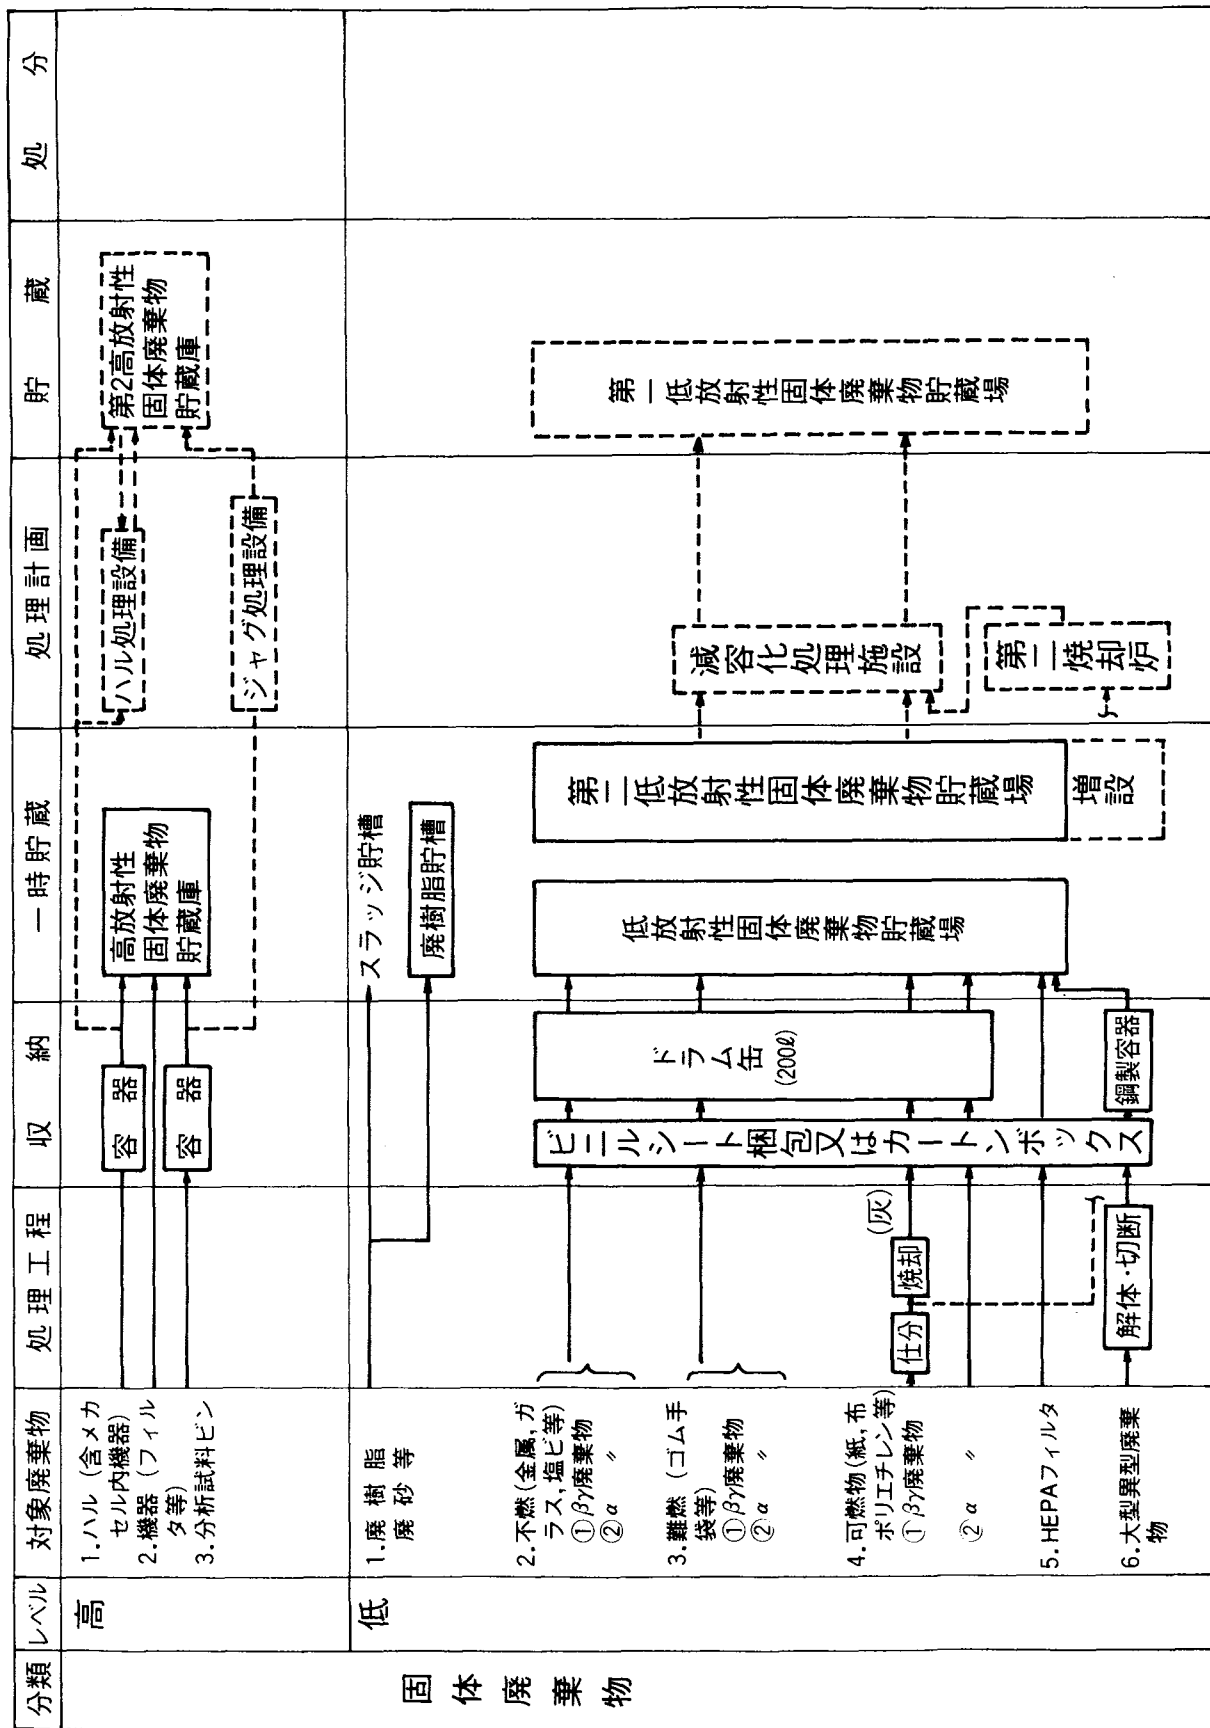 分類
レベル
対象廃棄物
処理工程
収納
一時貯蔵
処理計画
貯蔵
処分
固体廃棄物
高
1.ハル (含メカ
セル内機器)
2.機器 (フィル
タ等)
3.分析試料ビン
容器
容器
高放射性
固体廃棄物
貯蔵庫
ハル処理設備
ジャグ処理設備
第2高放射性
固体廃棄物
貯蔵庫
低
1.廃樹脂
廃砂等
スラッジ貯槽
廃樹脂貯槽
2.不燃(金属,ガ
ラス,塩ビ等)
①βγ廃棄物
②α 〃
3.難燃 (ゴム手
袋等)
①βγ廃棄物
②α 〃
4.可燃物(紙,布
ポリエチレン等)
①βγ廃棄物
②α 〃
5.HEPAフィルタ
6.大型異型廃棄
物
仕分
焼却
(灰)
解体・切断
ビニルシート梱包又はカートンボックス
ドラム缶
(200ℓ)
鋼製容器
低放射性固体廃棄物貯蔵場
第二低放射性固体廃棄物貯蔵場
増設
減容化処理施設
第二焼却炉
第一低放射性固体廃棄物貯蔵場